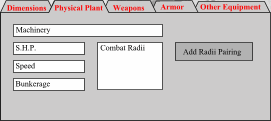 Dimensions Physical Plant Weapons Armor Other Equipment
Machinery
S.H.P. Combat Radii
Add Radii Pairing
Speed
Bunkerage